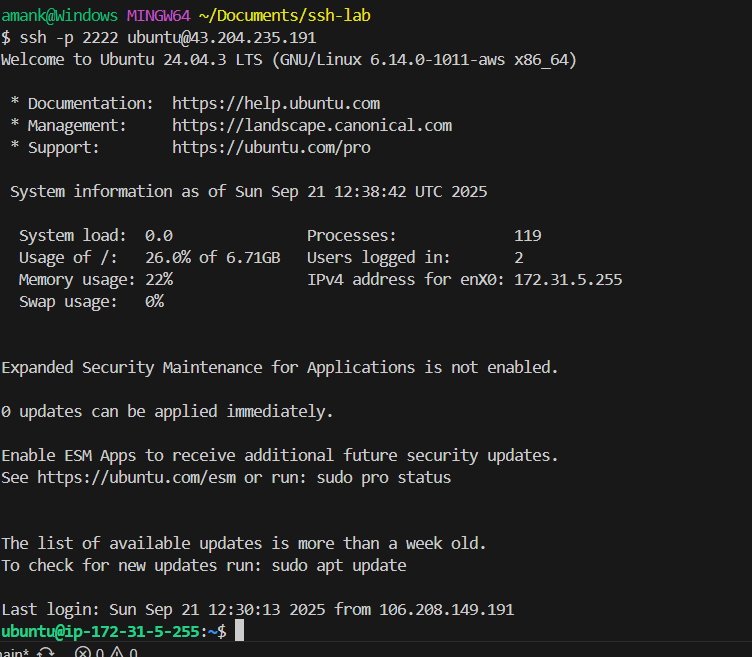 amank@Windows MINGW64 ~/Documents/ssh-lab
$ ssh -p 2222 ubuntu@43.204.235.191
Welcome to Ubuntu 24.04.3 LTS (GNU/Linux 6.14.0-1011-aws x86_64)
* Documentation:  https://help.ubuntu.com
* Management:     https://landscape.canonical.com
* Support:        https://ubuntu.com/pro
System information as of Sun Sep 21 12:38:42 UTC 2025
System load:  0.0               Processes:             119
Usage of /:   26.0% of 6.71GB   Users logged in:       2
Memory usage: 22%               IPv4 address for enX0: 172.31.5.255
Swap usage:   0%
Expanded Security Maintenance for Applications is not enabled.
0 updates can be applied immediately.
Enable ESM Apps to receive additional future security updates.
See https://ubuntu.com/esm or run: sudo pro status
The list of available updates is more than a week old.
To check for new updates run: sudo apt update
Last login: Sun Sep 21 12:30:13 2025 from 106.208.149.191
ubuntu@ip-172-31-5-255:~$
0 0